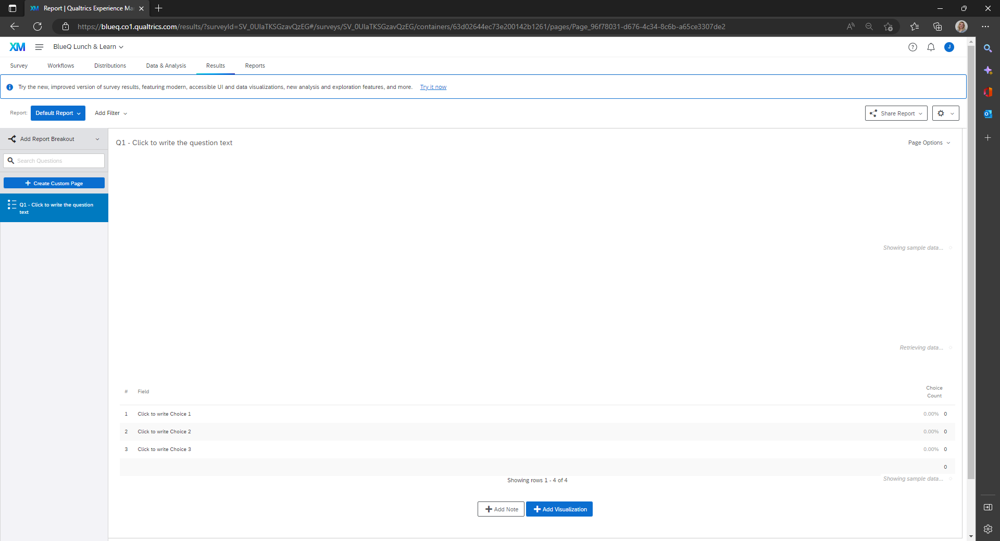 XM Report | Qualtrics Experience Ma
https://blueq.co1.qualtrics.com/results/?surveyId=SV_0UIaTKSGzavQzEG#/surveys/SV_0UIaTKSGzavQzEG/containers/63d02644ec73e200142b1261/pages/Page_96f78031-d676-4c34-8c6b-a65ce3307de2
XM BlueQ Lunch & Learn J
Survey Workflows Distributions Data & Analysis Results Reports
Try the new, improved version of survey results, featuring modern, accessible UI and data visualizations, new analysis and exploration features, and more. Try it now
Report: Default Report Add Filter Share Report
Add Report Breakout
Search Questions
Create Custom Page
Q1 - Click to write the question
text
Q1 - Click to write the question text Page Options
Showing sample data...
Retrieving data...
# Field Choice
Count
1 Click to write Choice 1 0.00% 0
2 Click to write Choice 2 0.00% 0
3 Click to write Choice 3 0.00% 0
0
Showing rows 1 - 4 of 4 Showing sample data...
Add Note Add Visualization